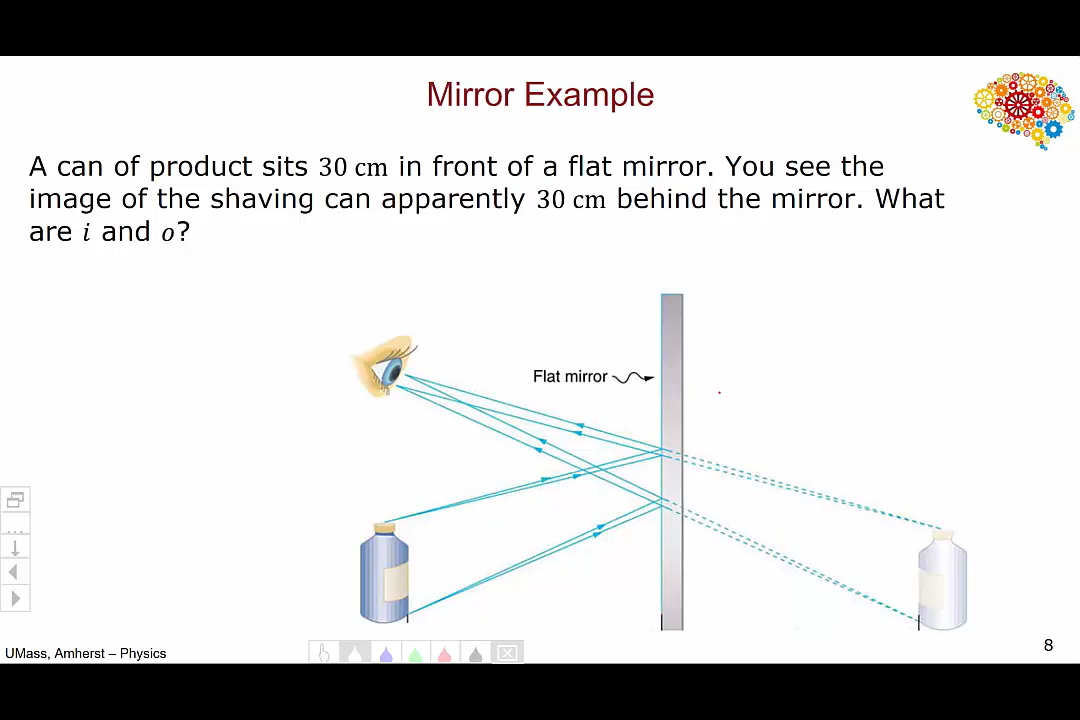 Mirror Example
A can of product sits 30 cm in front of a flat mirror. You see the
image of the shaving can apparently 30 cm behind the mirror. What
are i and o?
Flat mirror
UMass, Amherst – Physics
8